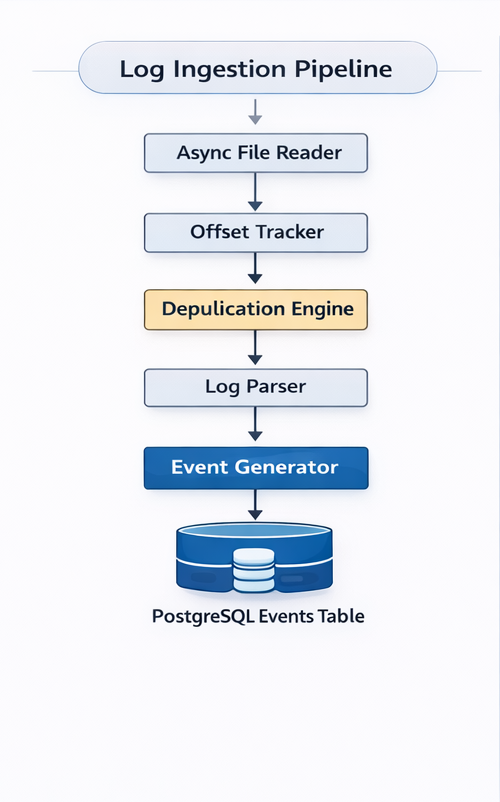 Log Ingestion Pipeline
Async File Reader
Offset Tracker
Depulication Engine
Log Parser
Event Generator
PostgreSQL Events Table